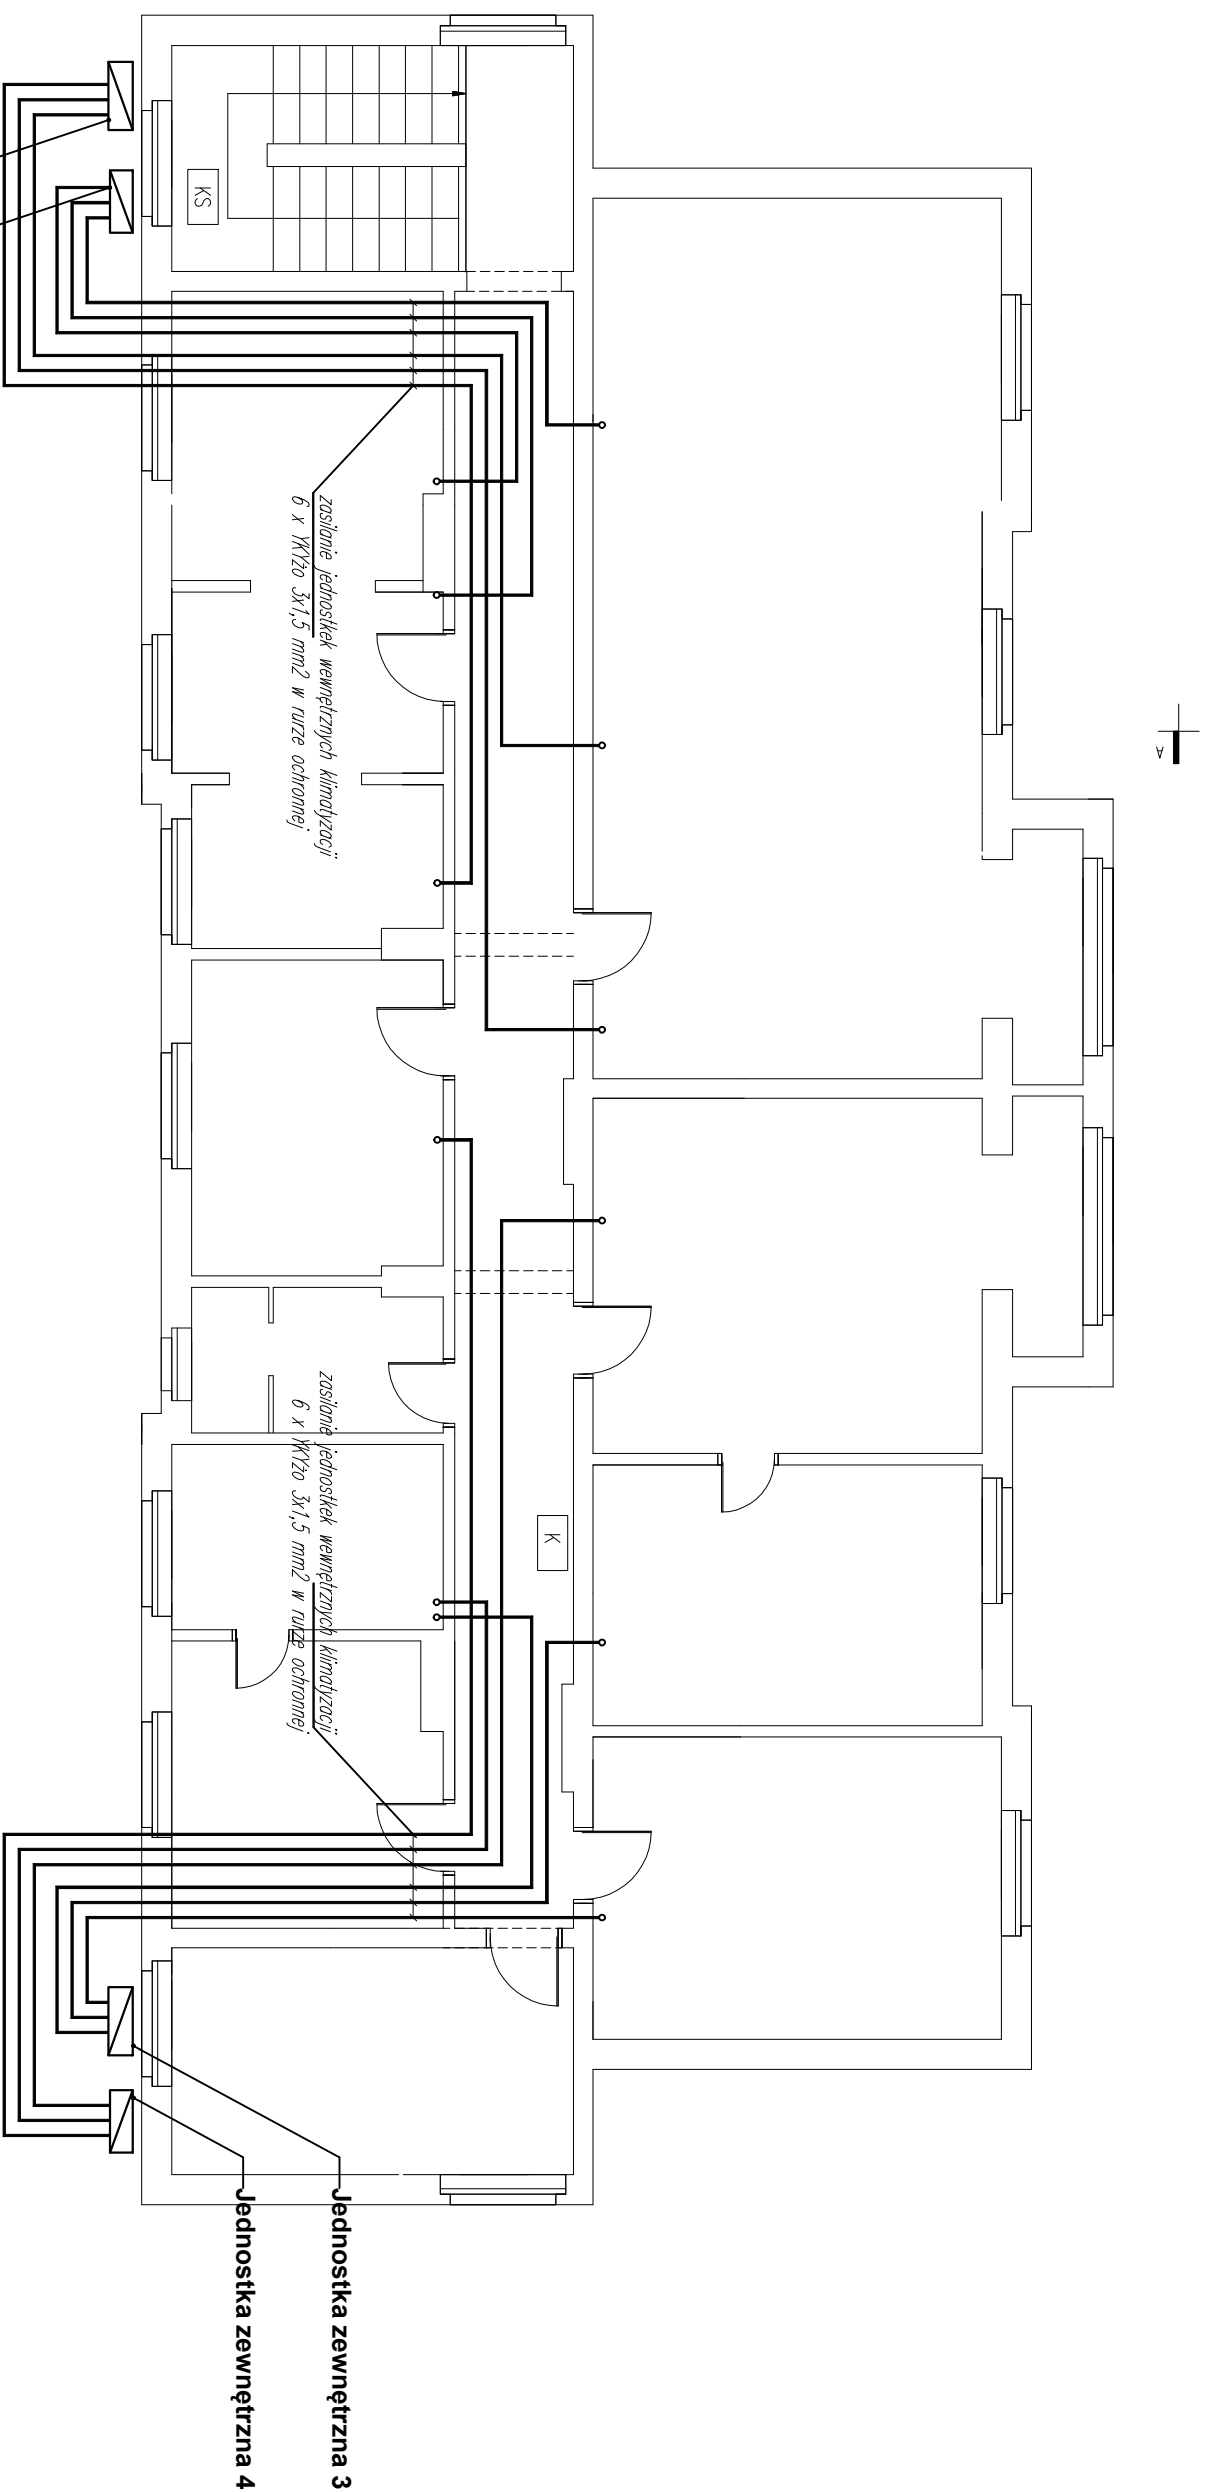 KS
zasilanie jednostkek wewnętrznych klimatyzacji
6 x YKYżo 3x1,5 mm2 w rurze ochronnej
A
K
zasilanie jednostkek wewnętrznych klimatyzacji
6 x YKYżo 3x1,5 mm2 w rurze ochronnej
Jednostka zewnętrzna 3
Jednostka zewnętrzna 4